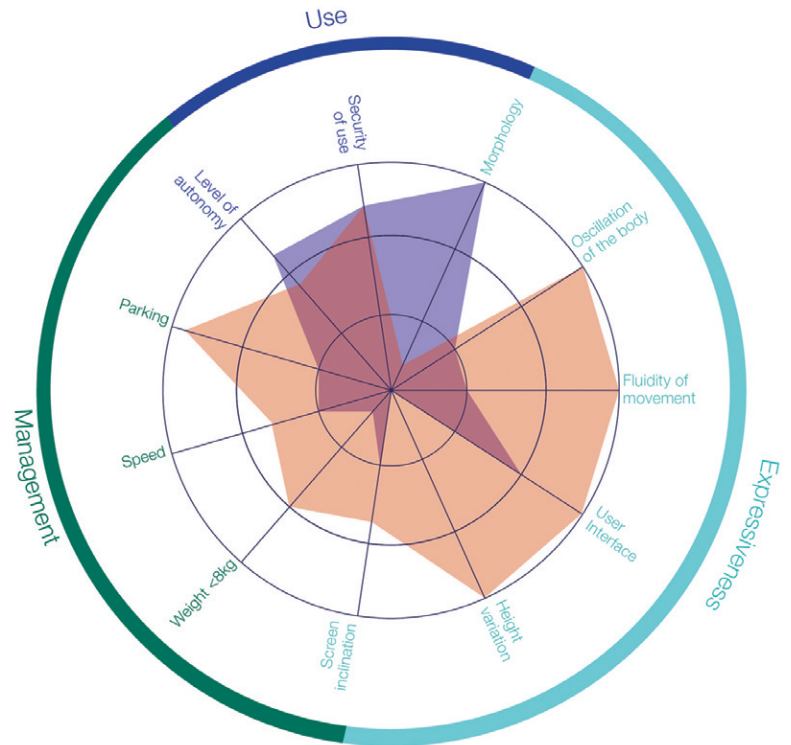 Use
Security
of use
Morphology
Oscillation
of the body
Fluidity of
movement
User
Interface
Height
variation
Screen
inclination
Weight <8kg
Speed
Parking
Level of
autonomy
Management
Expressiveness